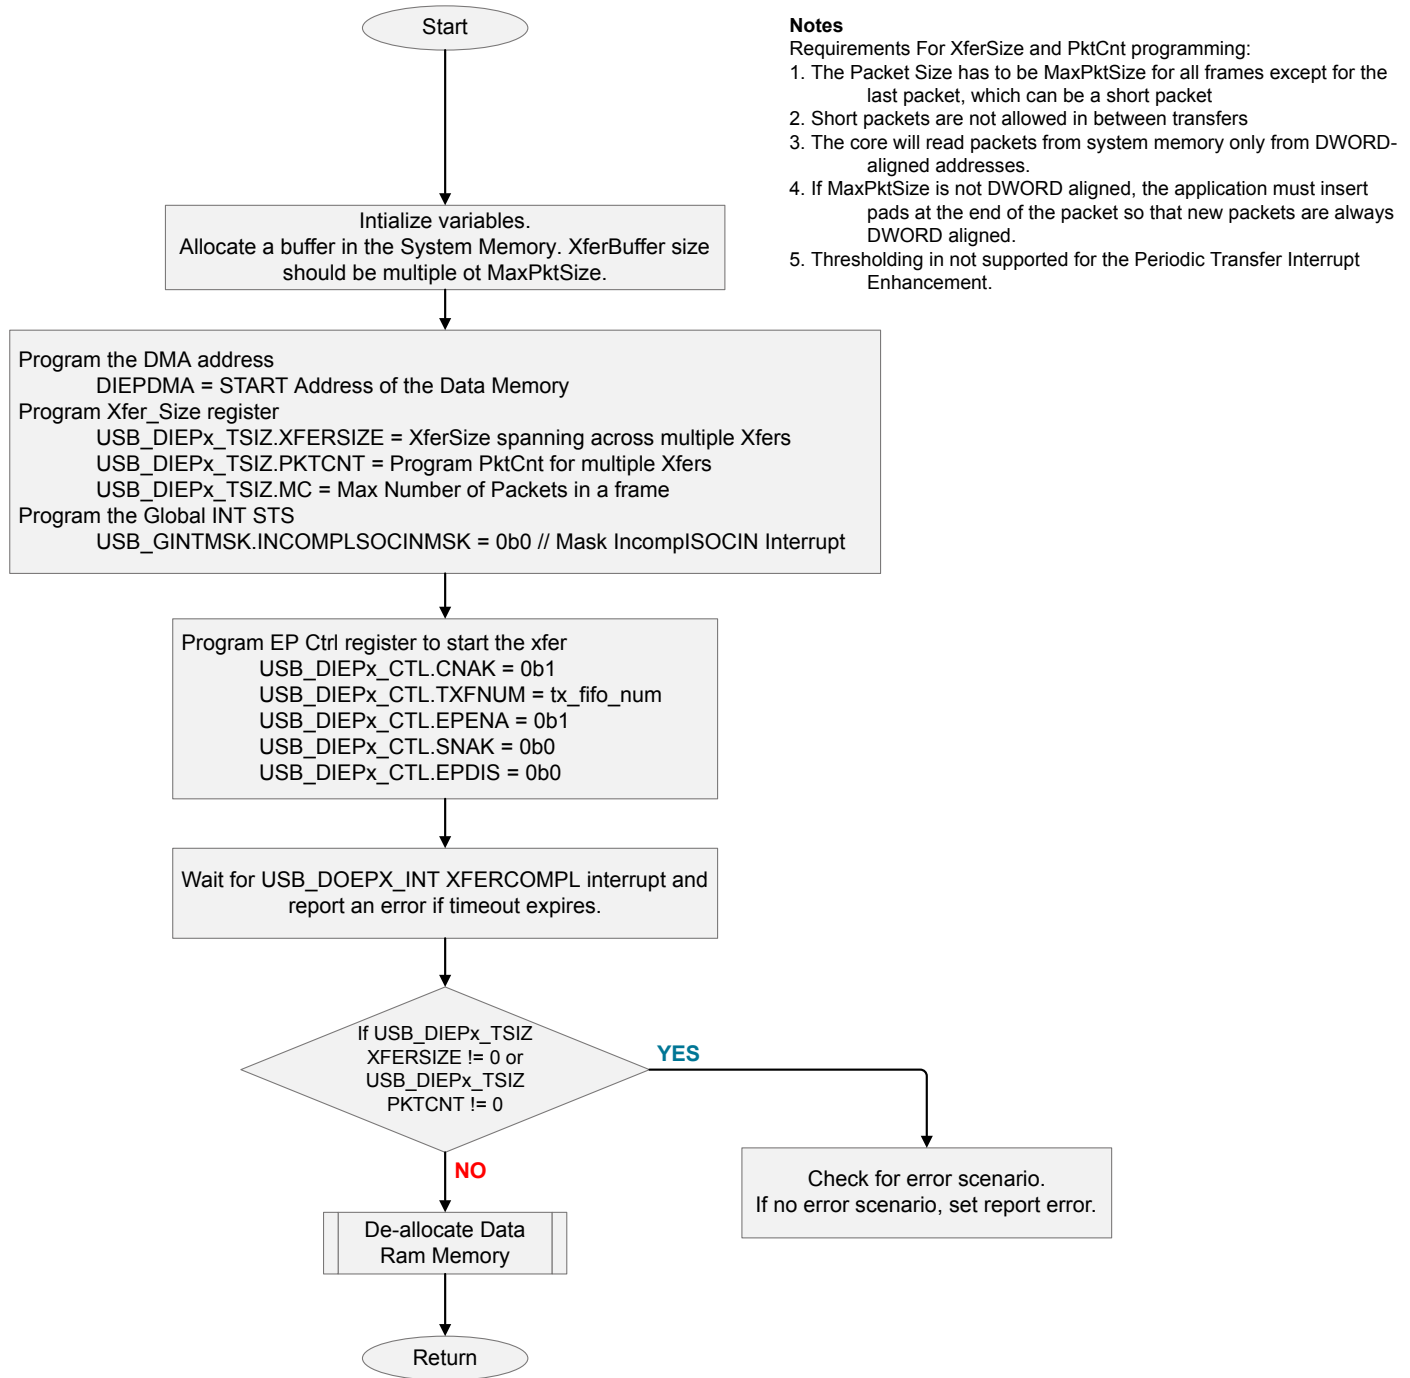 Start
Notes
Requirements For XferSize and PktCnt programming:
1. The Packet Size has to be MaxPktSize for all frames except for the
last packet, which can be a short packet
2. Short packets are not allowed in between transfers
3. The core will read packets from system memory only from DWORD-
aligned addresses.
4. If MaxPktSize is not DWORD aligned, the application must insert
pads at the end of the packet so that new packets are always
DWORD aligned.
5. Thresholding in not supported for the Periodic Transfer Interrupt
Enhancement.
Intialize variables.
Allocate a buffer in the System Memory. XferBuffer size
should be multiple ot MaxPktSize.
Program the DMA address
DIEPDMA = START Address of the Data Memory
Program Xfer_Size register
USB_DIEPx_TSIZ.XFERSIZE = XferSize spanning across multiple Xfers
USB_DIEPx_TSIZ.PKTCNT = Program PktCnt for multiple Xfers
USB_DIEPx_TSIZ.MC = Max Number of Packets in a frame
Program the Global INT STS
USB_GINTMSK.INCOMPLSOCINMSK = 0b0 // Mask IncompISOCIN Interrupt
Program EP Ctrl register to start the xfer
USB_DIEPx_CTL.CNAK = 0b1
USB_DIEPx_CTL.TXFNUM = tx_fifo_num
USB_DIEPx_CTL.EPENA = 0b1
USB_DIEPx_CTL.SNAK = 0b0
USB_DIEPx_CTL.EPDIS = 0b0
Wait for USB_DOEPX_INT XFERCOMPL interrupt and
report an error if timeout expires.
If USB_DIEPx_TSIZ
XFERSIZE != 0 or
USB_DIEPx_TSIZ
PKTCNT != 0
YES
NO
Check for error scenario.
If no error scenario, set report error.
De-allocate Data
Ram Memory
Return